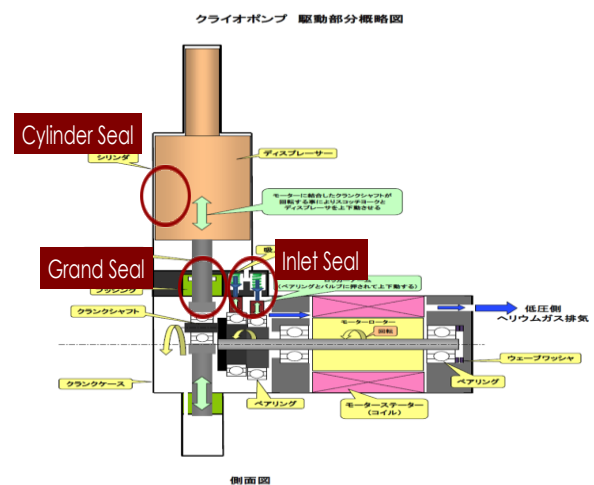 クライオポンプ 駆動部分概略図
Cylinder Seal
シリンダ
ディスプレーサー
モーターに結合したクランクシャフトが
回転する事によりスコッチヨークと
ディスプレーサを上下動させる
Grand Seal
Inlet Seal
ブッシング
(ベアリングとバルブに押されて上下動する)
クランクシャフト
低圧側
ヘリウムガス排気
モーターローター
回転
ウェーブワッシャ
クランクケース
ベアリング
ベアリング
モーターステーター
(コイル)
側面図